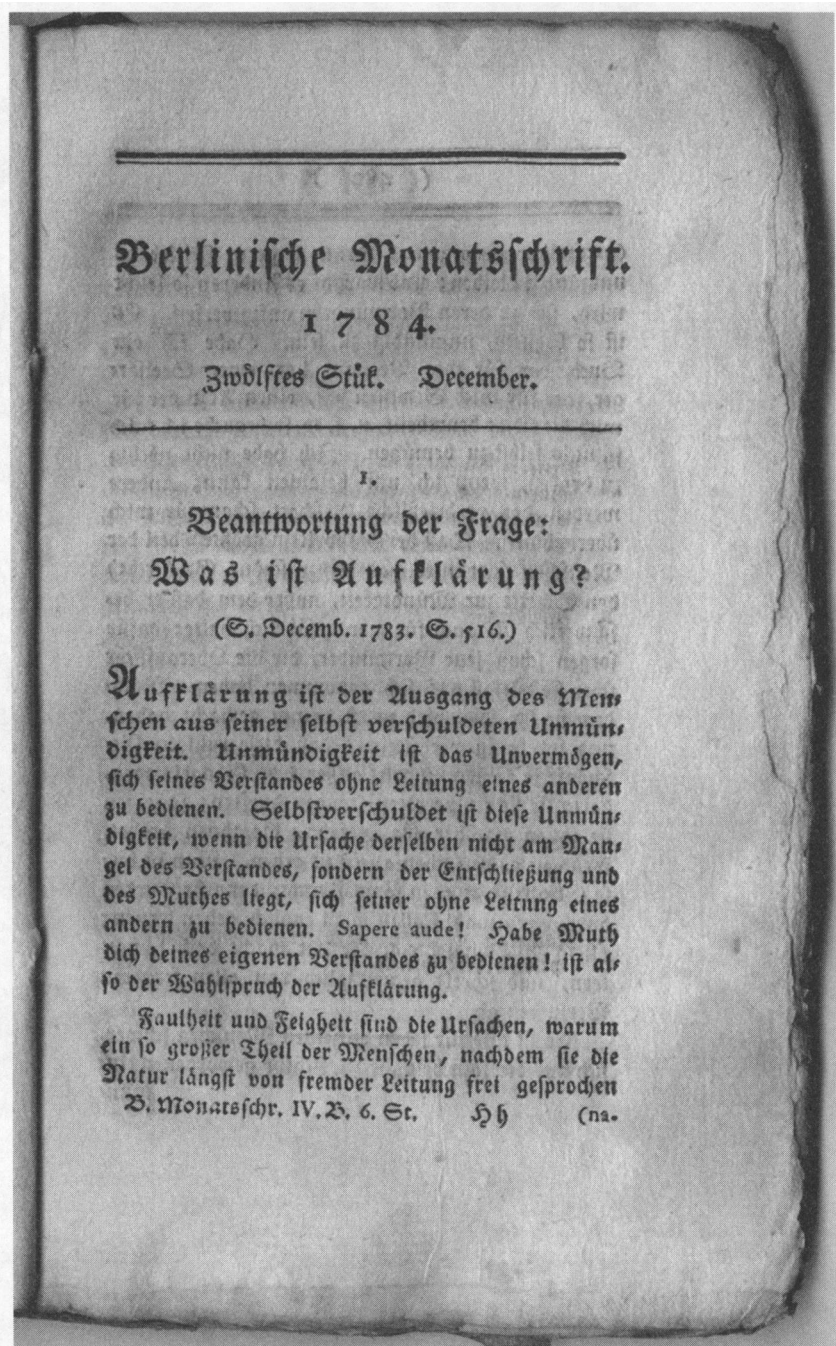 Berlinische Monatsschrift.
1784.
Zwölftes Stük. December.
1.
Beantwortung der Frage:
Was ist Aufklärung?
(S. Decemb. 1783. S. 516.)
Aufklärung ist der Ausgang des Men-
schen aus seiner selbst verschuldeten Unmün-
digkeit. Unmündigkeit ist das Unvermögen,
sich seines Verstandes ohne Leitung eines anderen
zu bedienen. Selbstverschuldet ist diese Unmün-
digkeit, wenn die Ursache derselben nicht am Man-
gel des Verstandes, sondern der Entschließung und
des Muthes liegt, sich seiner ohne Leitung eines
andern zu bedienen. Sapere aude! Habe Muth
dich deines eigenen Verstandes zu bedienen! ist al-
so der Wahlspruch der Aufklärung.
Faulheit und Feigheit sind die Ursachen, warum
ein so großer Theil der Menschen, nachdem sie die
Natur längst von fremder Leitung frei gesprochen
B. Monatsschr. IV. B. 6. St. Hh (na-